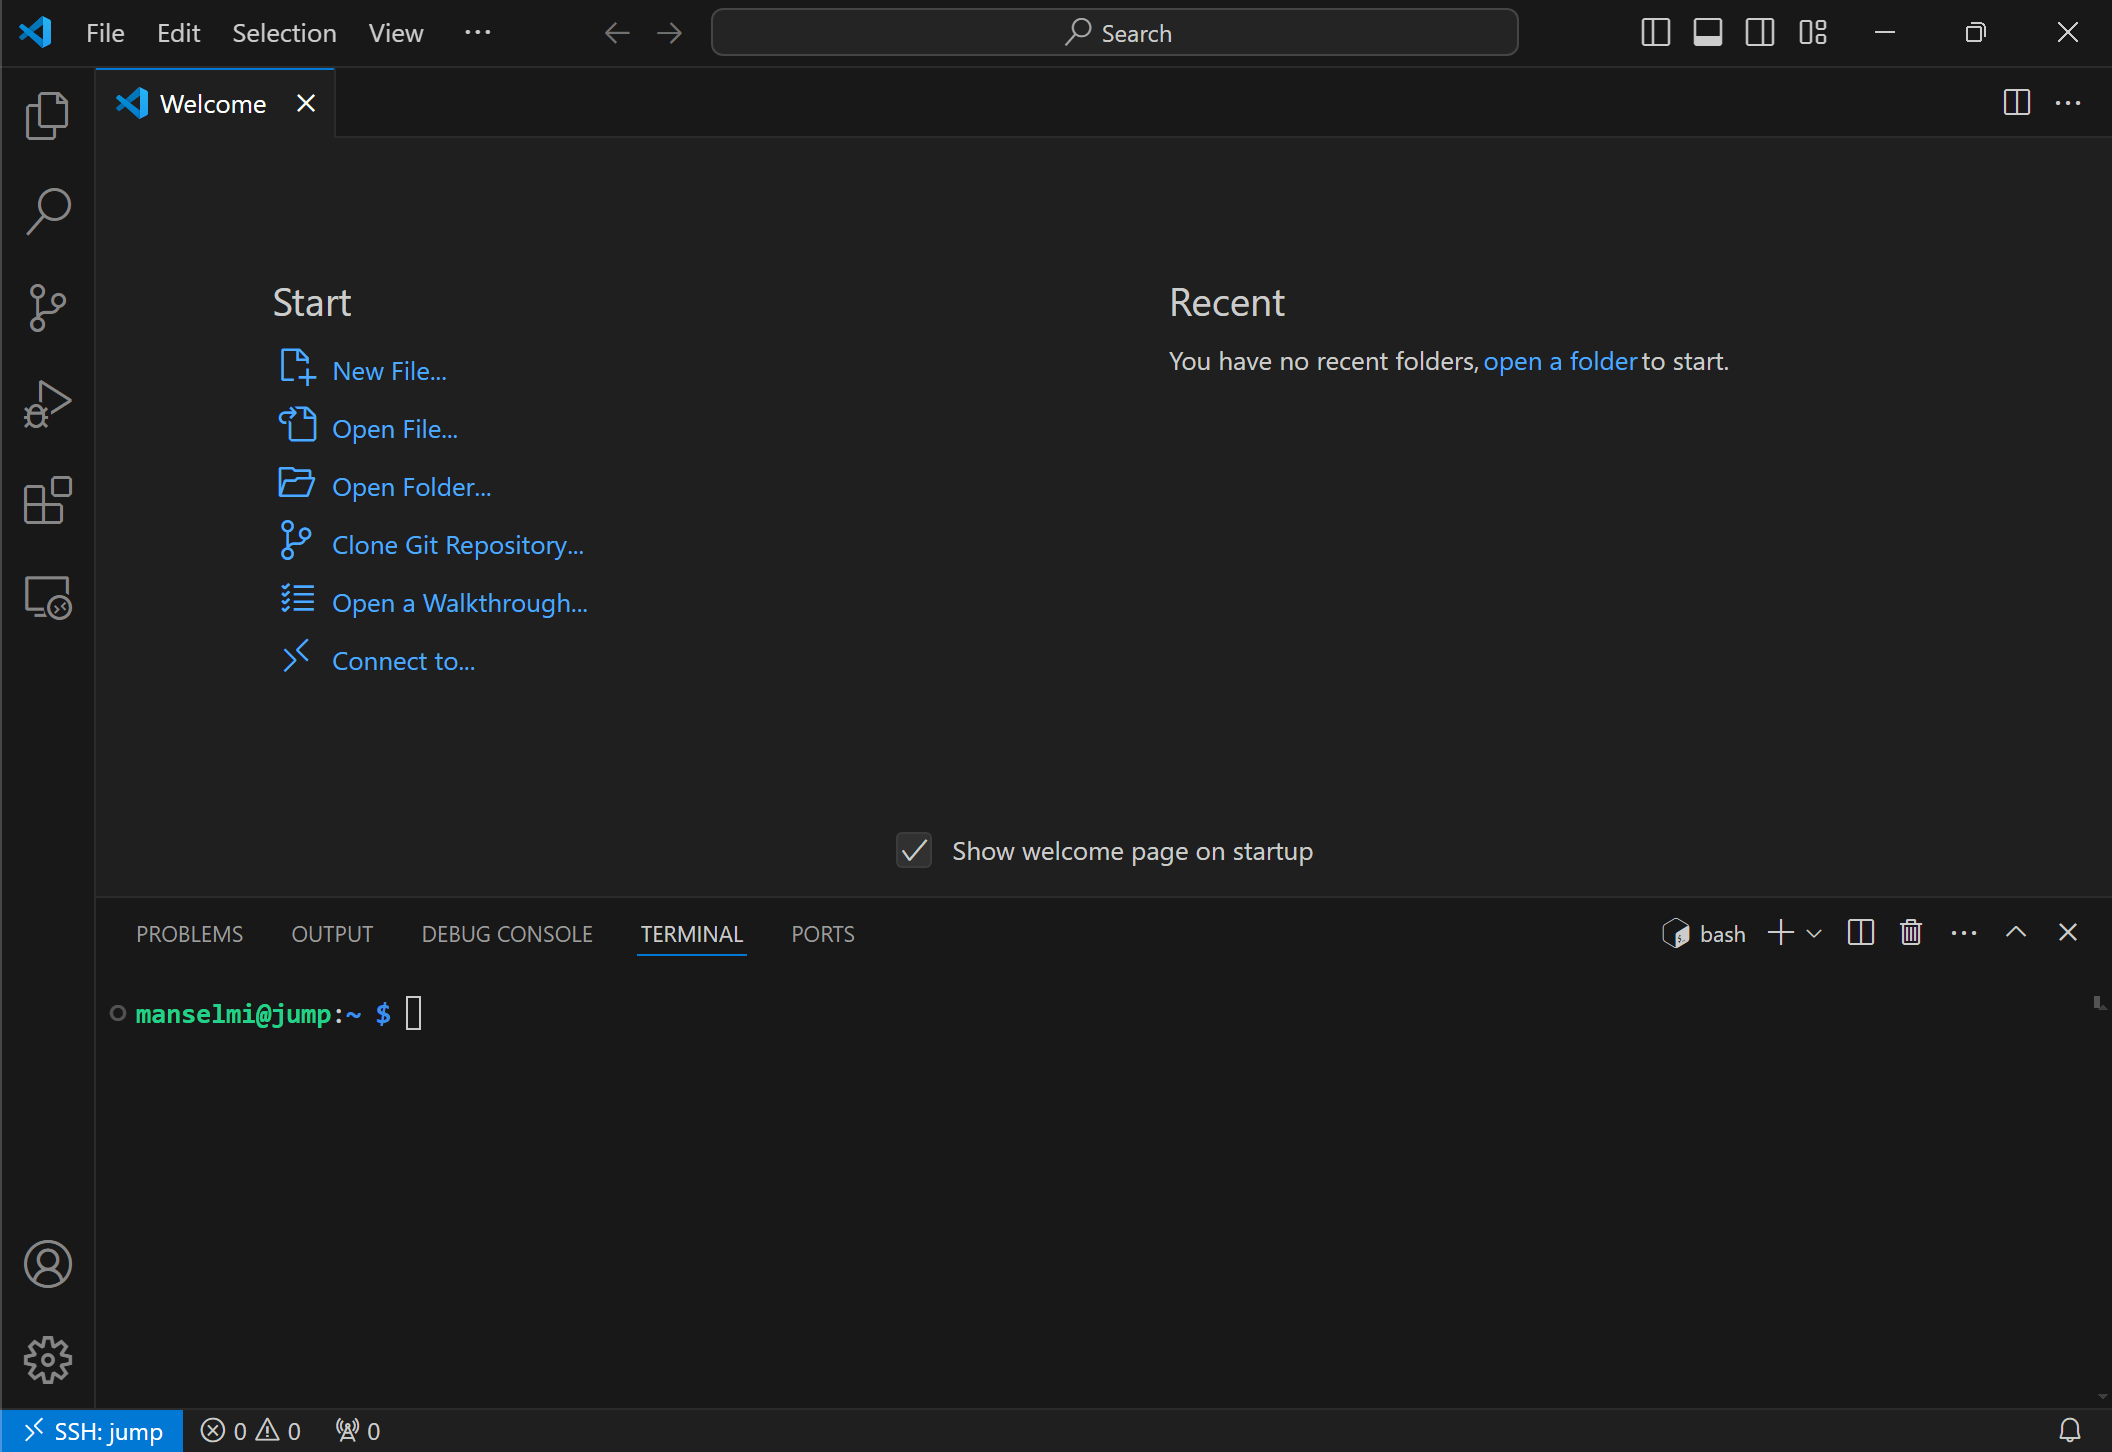 File Edit Selection View ··· Search
Welcome
Start
New File...
Open File...
Open Folder...
Clone Git Repository...
Open a Walkthrough...
Connect to...
Recent
You have no recent folders, open a folder to start.
Show welcome page on startup
PROBLEMS OUTPUT DEBUG CONSOLE TERMINAL PORTS bash
manselmi@jump:~ $
SSH: jump 0 0 0